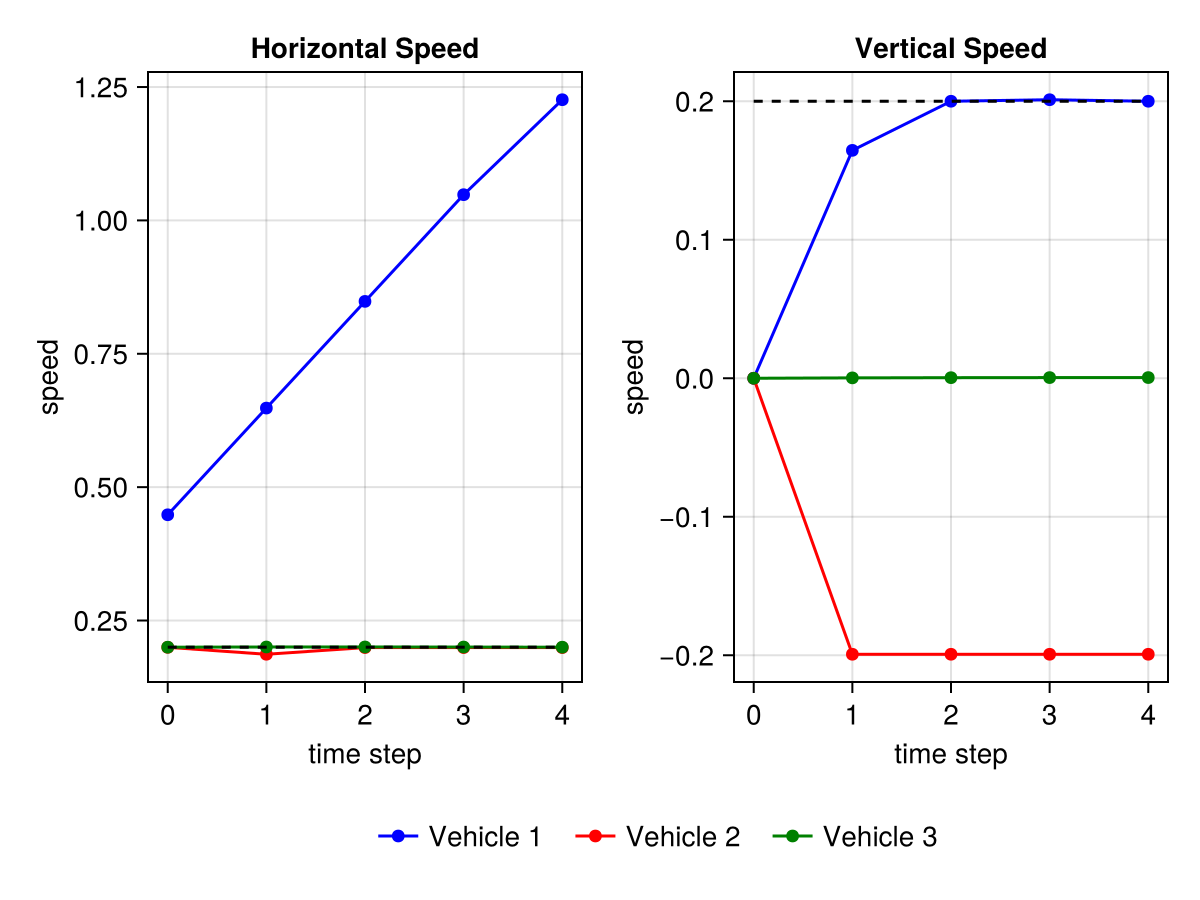 Horizontal Speed
1.25
1.00
0.75
0.50
0.25
speed
0 1 2 3 4
time step
Vertical Speed
0.2
0.1
0.0
−0.1
−0.2
speed
0 1 2 3 4
time step
Vehicle 1 Vehicle 2 Vehicle 3